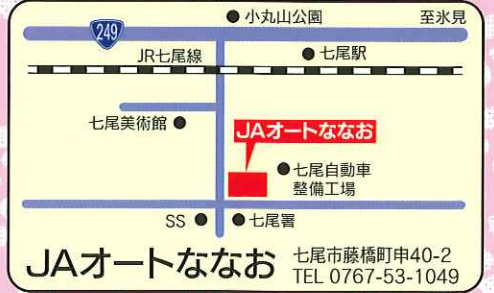 小丸山公園
至氷見
249
JR七尾線
七尾駅
七尾美術館
JAオートななお
七尾自動車
整備工場
SS
七尾署
JAオートななお
七尾市藤橋町申40-2
TEL 0767-53-1049